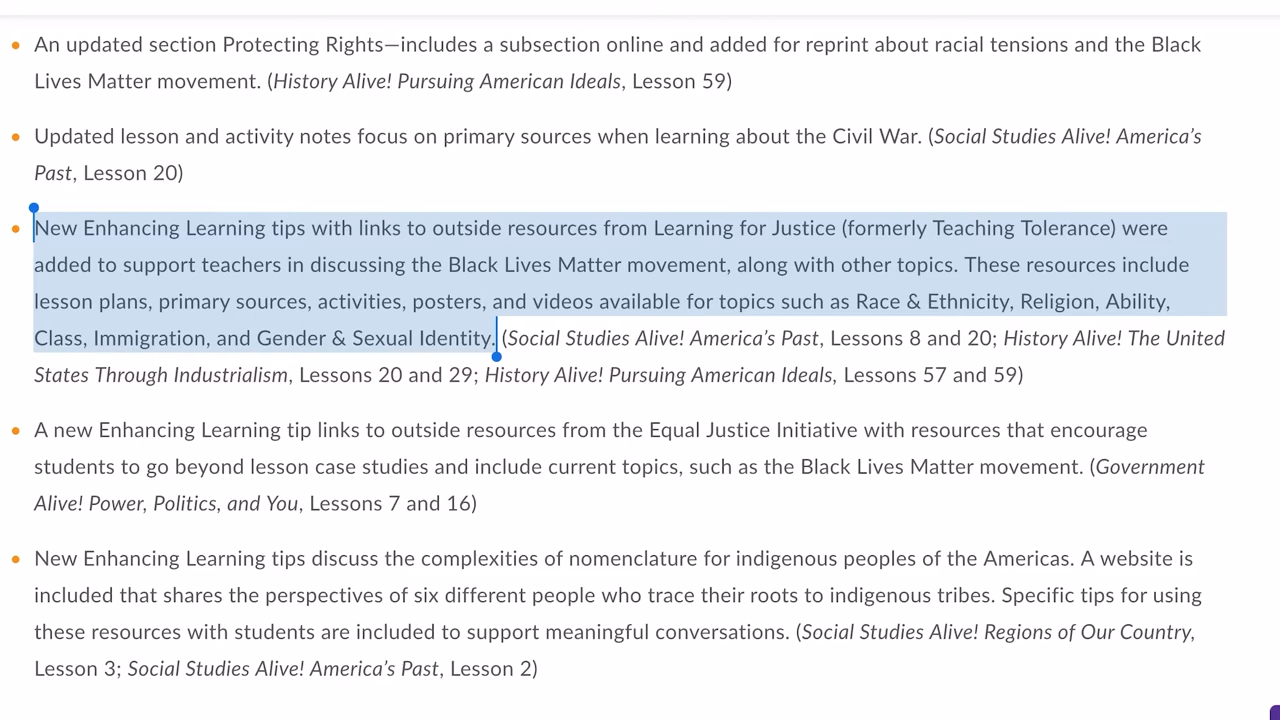 An updated section Protecting Rights—includes a subsection online and added for reprint about racial tensions and the Black
Lives Matter movement. (History Alive! Pursuing American Ideals, Lesson 59)
Updated lesson and activity notes focus on primary sources when learning about the Civil War. (Social Studies Alive! America’s
Past, Lesson 20)
New Enhancing Learning tips with links to outside resources from Learning for Justice (formerly Teaching Tolerance) were
added to support teachers in discussing the Black Lives Matter movement, along with other topics. These resources include
lesson plans, primary sources, activities, posters, and videos available for topics such as Race & Ethnicity, Religion, Ability,
Class, Immigration, and Gender & Sexual Identity. (Social Studies Alive! America’s Past, Lessons 8 and 20; History Alive! The United
States Through Industrialism, Lessons 20 and 29; History Alive! Pursuing American Ideals, Lessons 57 and 59)
A new Enhancing Learning tip links to outside resources from the Equal Justice Initiative with resources that encourage
students to go beyond lesson case studies and include current topics, such as the Black Lives Matter movement. (Government
Alive! Power, Politics, and You, Lessons 7 and 16)
New Enhancing Learning tips discuss the complexities of nomenclature for indigenous peoples of the Americas. A website is
included that shares the perspectives of six different people who trace their roots to indigenous tribes. Specific tips for using
these resources with students are included to support meaningful conversations. (Social Studies Alive! Regions of Our Country,
Lesson 3; Social Studies Alive! America’s Past, Lesson 2)